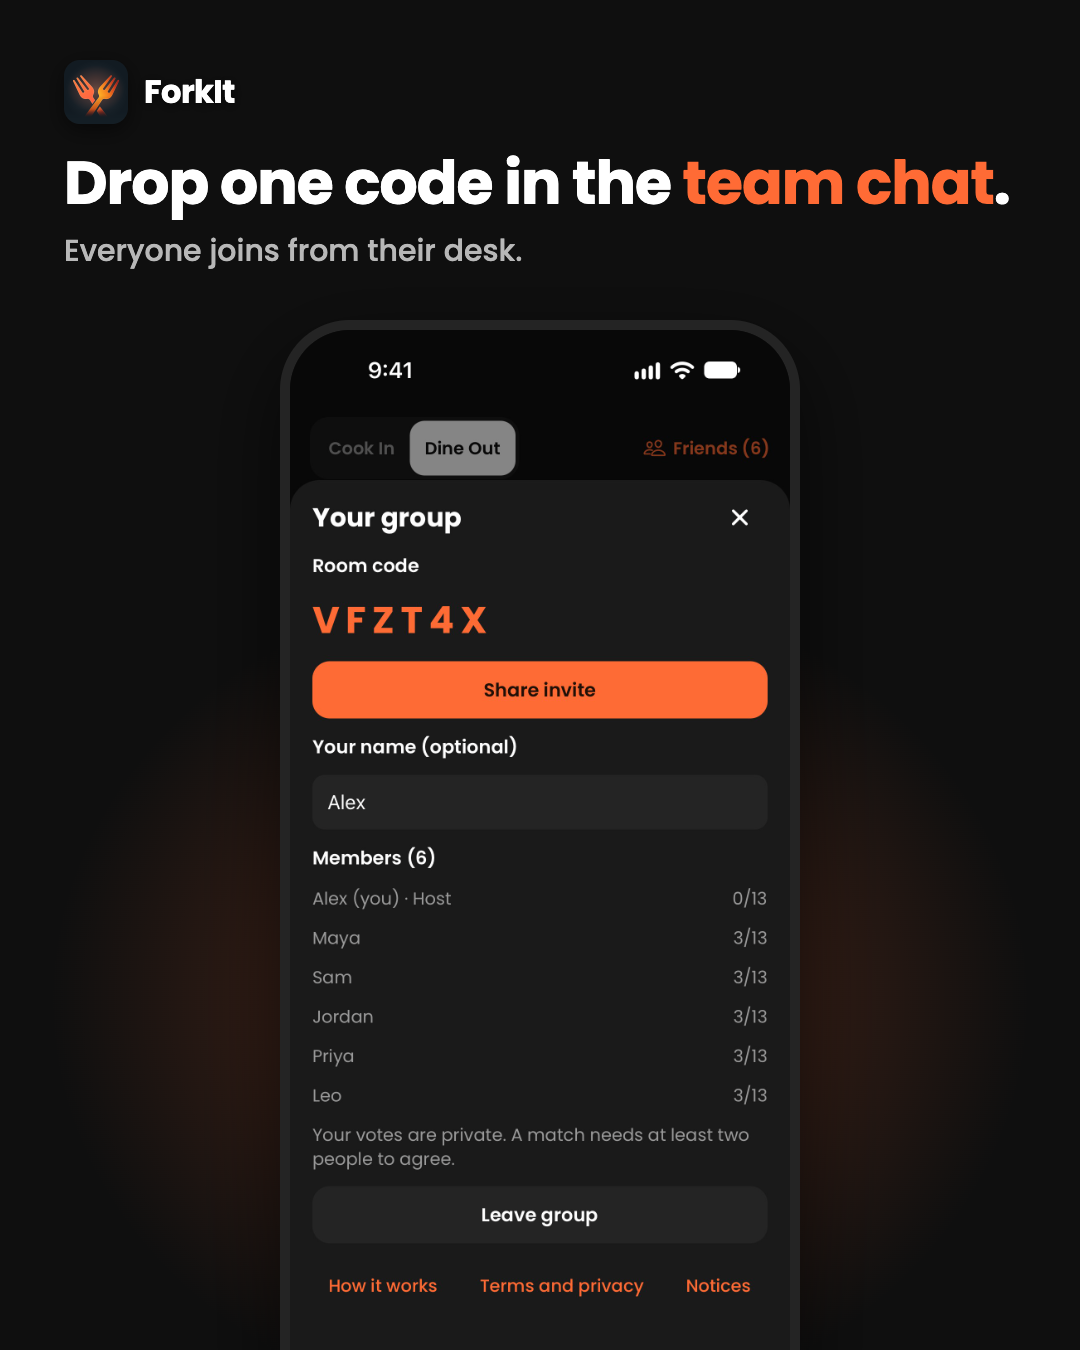 ForkIt
Drop one code in the team chat.
Everyone joins from their desk.
9:41
Cook In
Dine Out
Friends (6)
Your group
Room code
VFZT4X
Share invite
Your name (optional)
Alex
Members (6)
Alex (you) · Host 0/13
Maya 3/13
Sam 3/13
Jordan 3/13
Priya 3/13
Leo 3/13
Your votes are private. A match needs at least two
people to agree.
Leave group
How it works Terms and privacy Notices